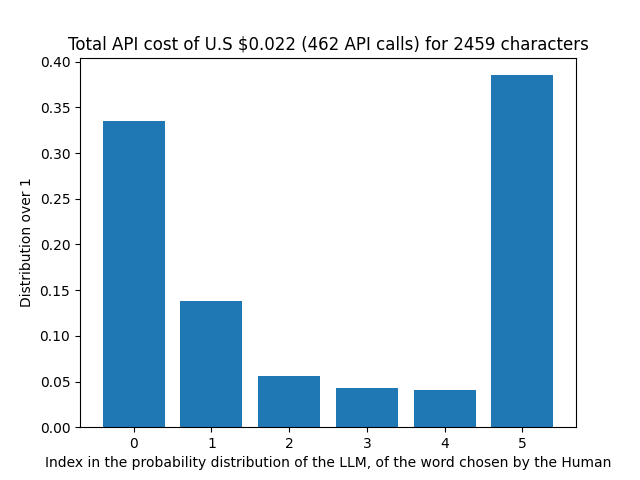 Total API cost of U.S $0.022 (462 API calls) for 2459 characters
0.40
0.35
0.30
0.25
0.20
0.15
0.10
0.05
0.00
Distribution over 1
0 1 2 3 4 5
Index in the probability distribution of the LLM, of the word chosen by the Human